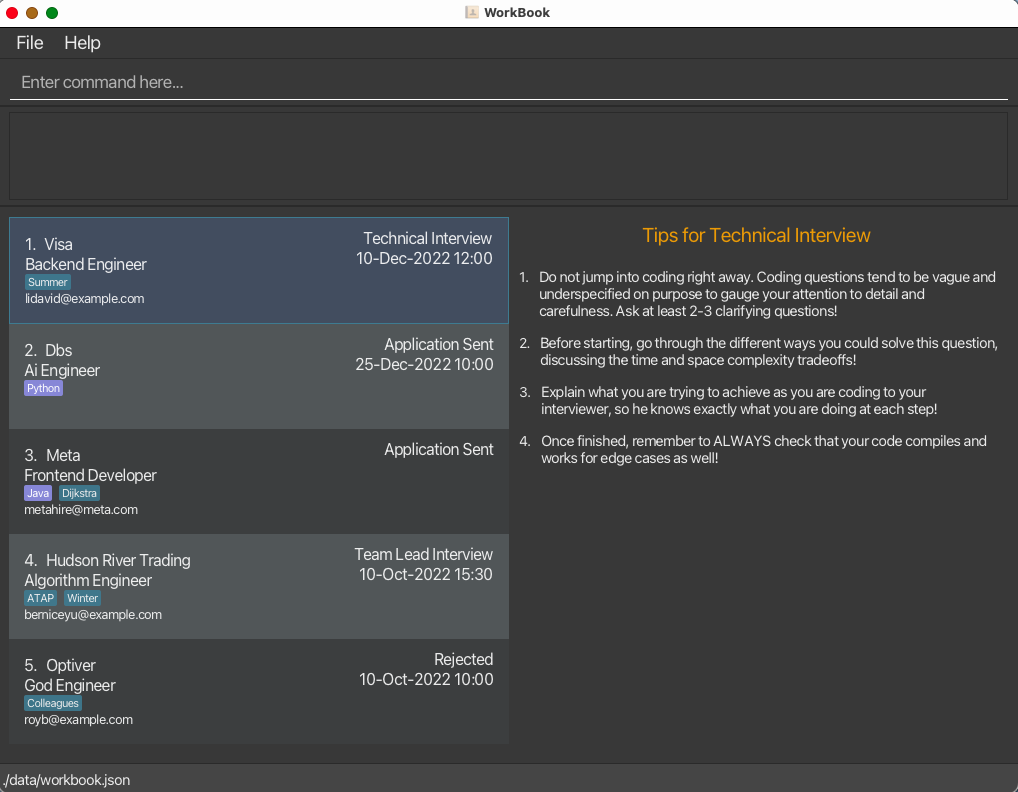 WorkBook
File Help
Enter command here...
1. Visa
Backend Engineer
Summer
lidavid@example.com
Technical Interview
10-Dec-2022 12:00
2. Dbs
Ai Engineer
Python
Application Sent
25-Dec-2022 10:00
3. Meta
Frontend Developer
Java Dijkstra
metahire@meta.com
Application Sent
4. Hudson River Trading
Algorithm Engineer
ATAP Winter
berniceyu@example.com
Team Lead Interview
10-Oct-2022 15:30
5. Optiver
God Engineer
Colleagues
royb@example.com
Rejected
10-Oct-2022 10:00
Tips for Technical Interview
1. Do not jump into coding right away. Coding questions tend to be vague and
underspecified on purpose to gauge your attention to detail and
carefulness. Ask at least 2-3 clarifying questions!
2. Before starting, go through the different ways you could solve this question,
discussing the time and space complexity tradeoffs!
3. Explain what you are trying to achieve as you are coding to your
interviewer, so he knows exactly what you are doing at each step!
4. Once finished, remember to ALWAYS check that your code compiles and
works for edge cases as well!
./data/workbook.json